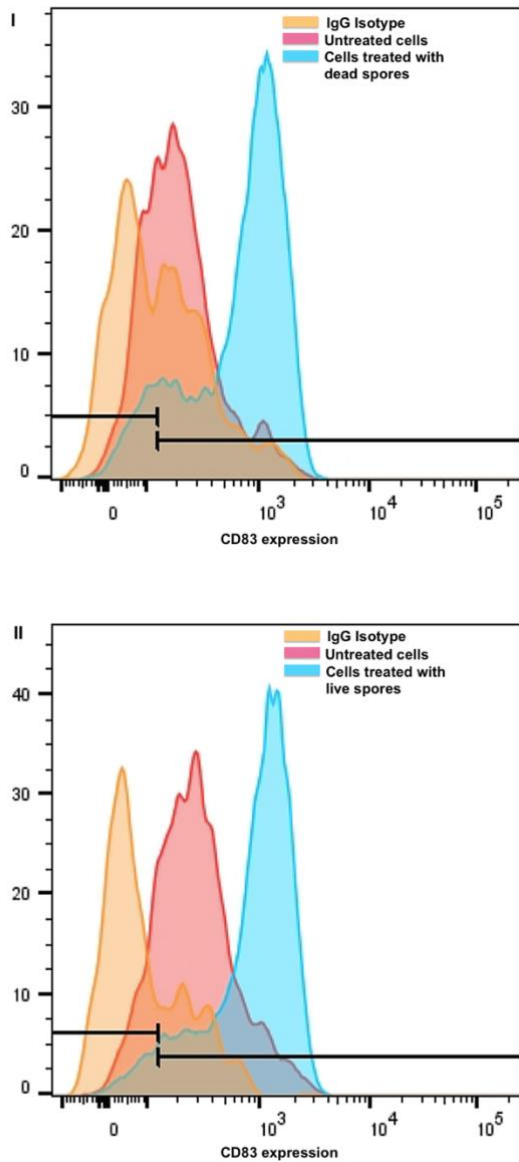 I
IgG Isotype
Untreated cells
Cells treated with
dead spores
30
20
10
0
0 10³ 10⁴ 10⁵
CD83 expression
II
IgG Isotype
Untreated cells
Cells treated with
live spores
40
30
20
10
0
0 10³ 10⁴ 10⁵
CD83 expression